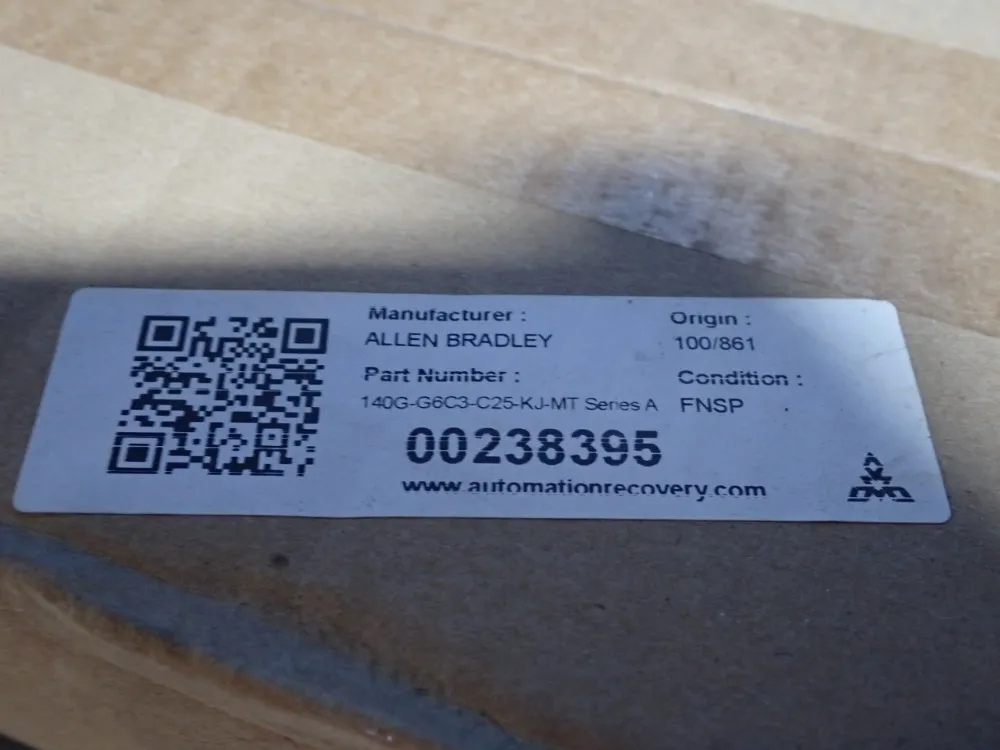 Manufacturer :
ALLEN BRADLEY
Part Number :
140G-G6C3-C25-KJ-MT Series A
Origin :
100/861
Condition :
FNSP
00238395
www.automationrecovery.com